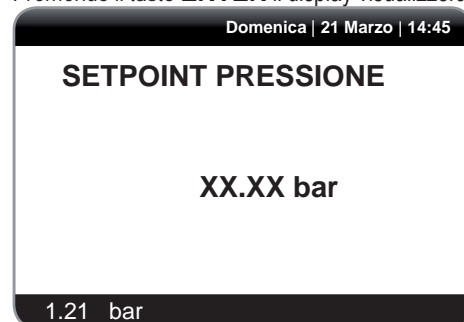 Domenica | 21 Marzo | 14:45
SETPOINT PRESSIONE
XX.XX bar
1.21 bar